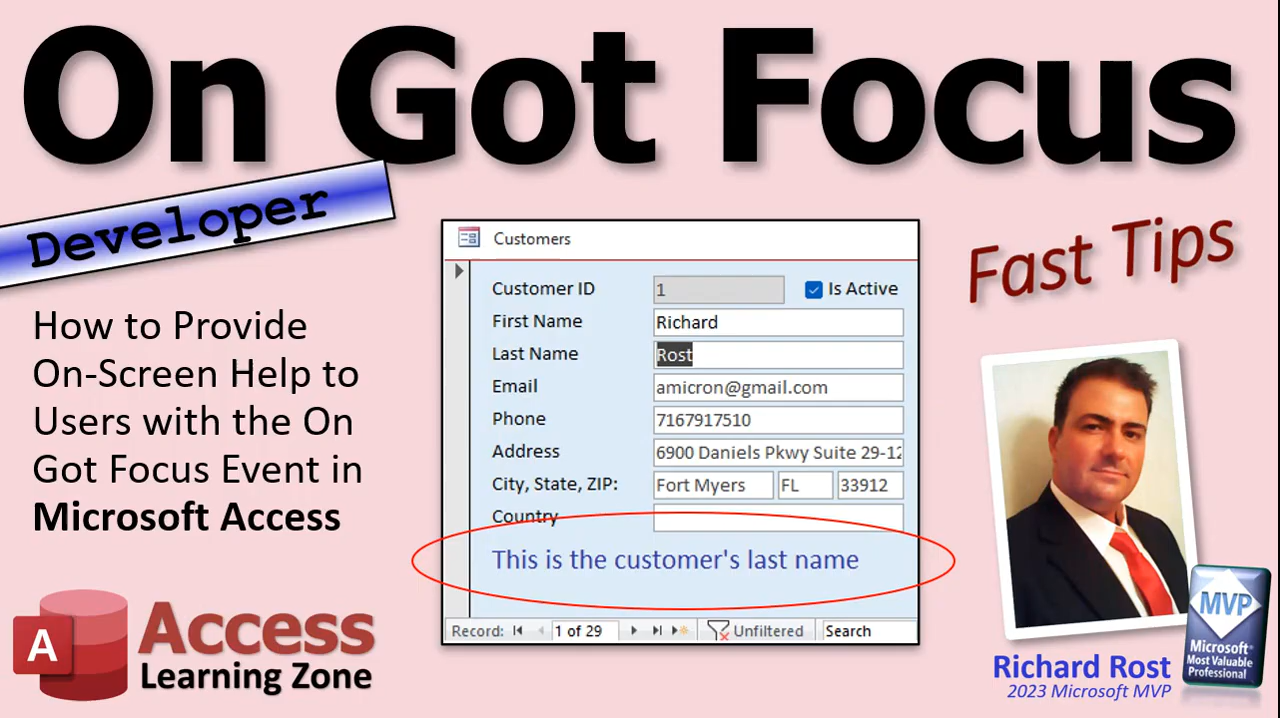 On Got Focus
Developer
Fast Tips
How to Provide
On-Screen Help to
Users with the On
Got Focus Event in
Microsoft Access
Customers
Customer ID 1 Is Active
First Name Richard
Last Name Rost
Email amicron@gmail.com
Phone 7167917510
Address 6900 Daniels Pkwy Suite 29-12
City, State, ZIP: Fort Myers FL 33912
Country
This is the customer's last name
Record: 1 of 29 Unfiltered Search
A
Access
Learning Zone
MVP
Microsoft®
Most Valuable
Professional
Richard Rost
2023 Microsoft MVP